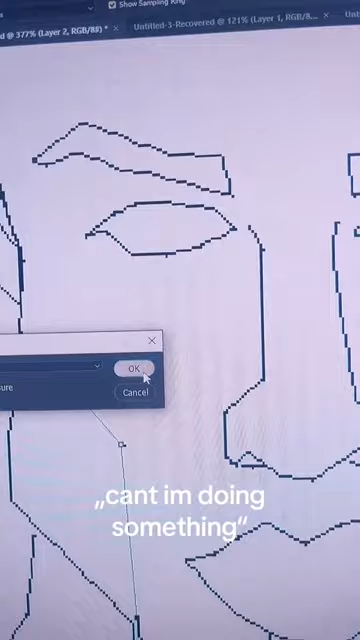 Show Sampling Ring
d @ 377% (Layer 2, RGB/8#) *
Untitled-3-Recovered @ 121% (Layer 1, RGB/8...
OK
sure
Cancel
„cant im doing
something“